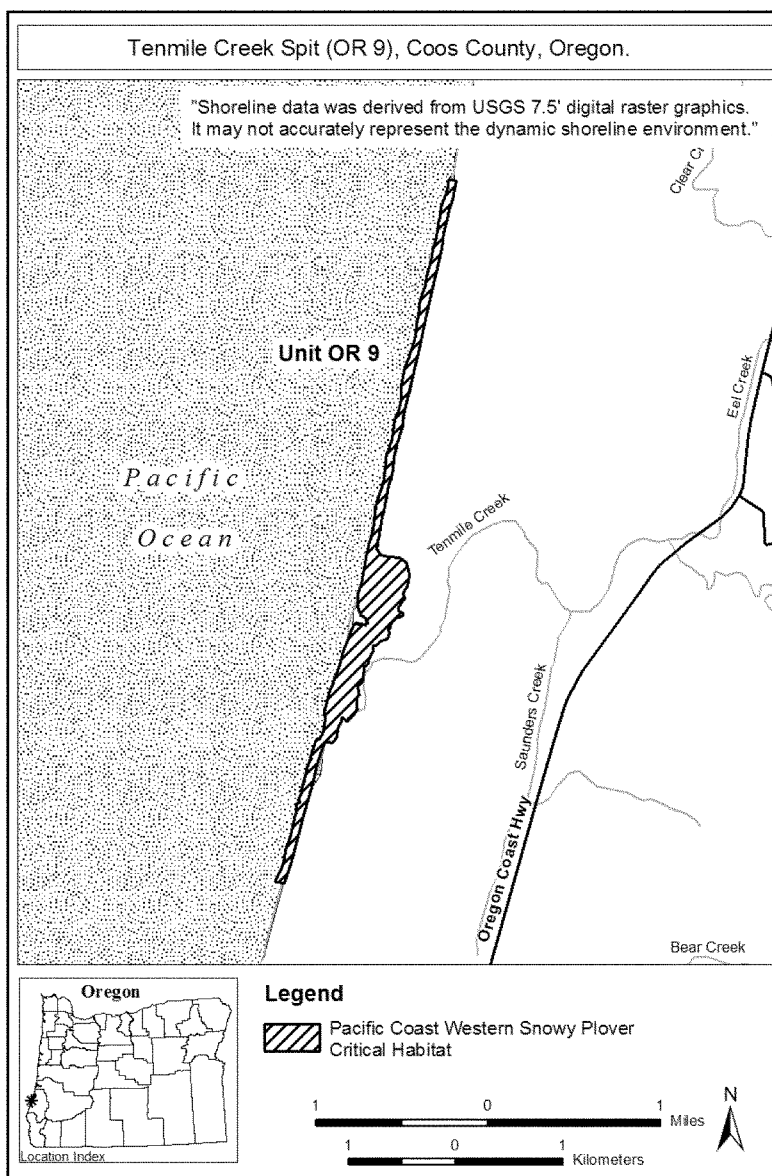 Tenmile Creek Spit (OR 9), Coos County, Oregon.
"Shoreline data was derived from USGS 7.5' digital raster graphics.
It may not accurately represent the dynamic shoreline environment."
Clear Cr
Unit OR 9
Eel Creek
Pacific
Ocean
Tenmile Creek
Saunders Creek
Oregon Coast Hwy
Bear Creek
Oregon
Location Index
Legend
Pacific Coast Western Snowy Plover
Critical Habitat
1 0 1 Miles
1 0 1 Kilometers
N